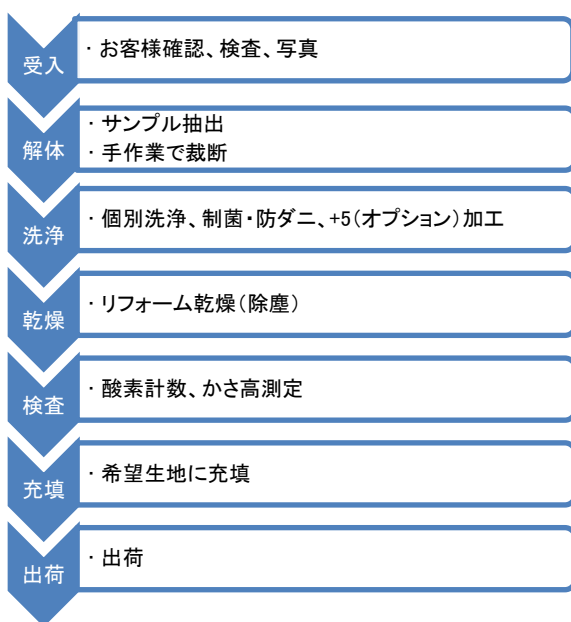 受入
・お客様確認、検査、写真
解体
・サンプル抽出
・手作業で裁断
洗浄
・個別洗浄、制菌・防ダニ、+5(オプション)加工
乾燥
・リフォーム乾燥(除塵)
検査
・酸素計数、かさ高測定
充填
・希望生地に充填
出荷
・出荷